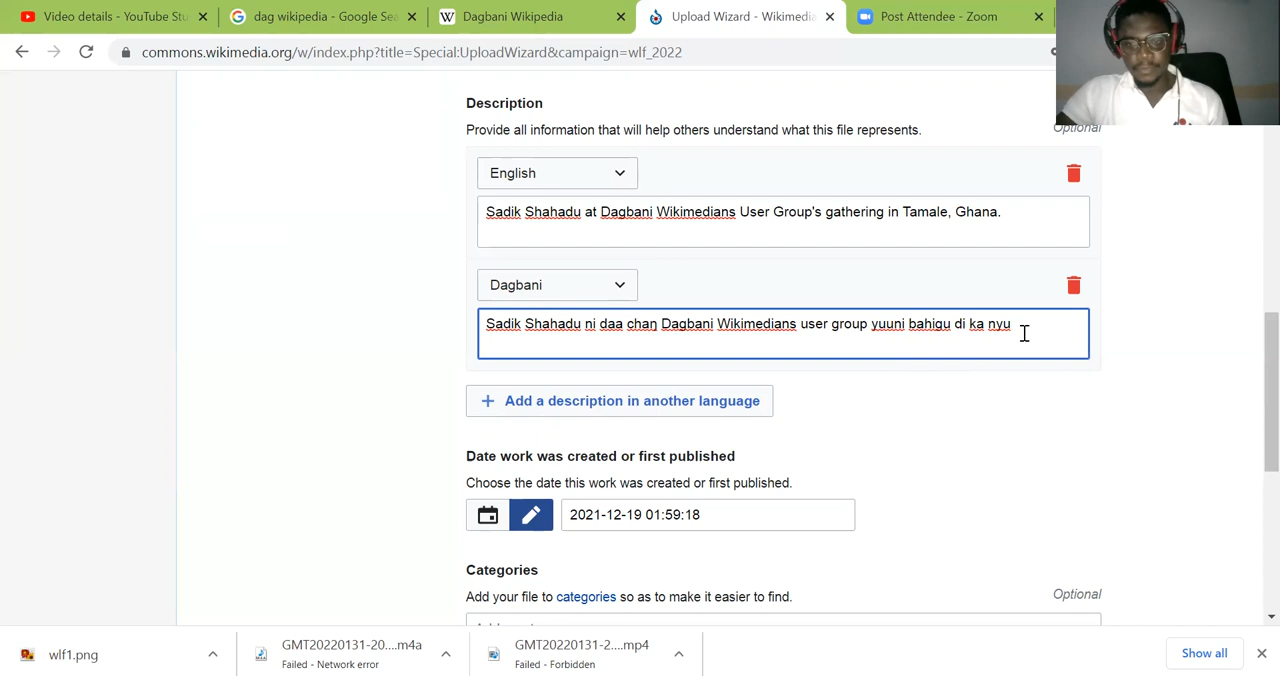 Video details - YouTube Stu
dag wikipedia - Google Sea
Dagbani Wikipedia
Upload Wizard - Wikimedia
Post Attendee - Zoom
commons.wikimedia.org/w/index.php?title=Special:UploadWizard&campaign=wlf_2022
Description
Provide all information that will help others understand what this file represents.
Optional
English
Sadik Shahadu at Dagbani Wikimedians User Group's gathering in Tamale, Ghana.
Dagbani
Sadik Shahadu ni daa chaŋ Dagbani Wikimedians user group yuuni bahigu di ka nyu
+ Add a description in another language
Date work was created or first published
Choose the date this work was created or first published.
2021-12-19 01:59:18
Categories
Add your file to categories so as to make it easier to find.
Optional
wlf1.png
GMT20220131-20....m4a
Failed - Network error
GMT20220131-2....mp4
Failed - Forbidden
Show all